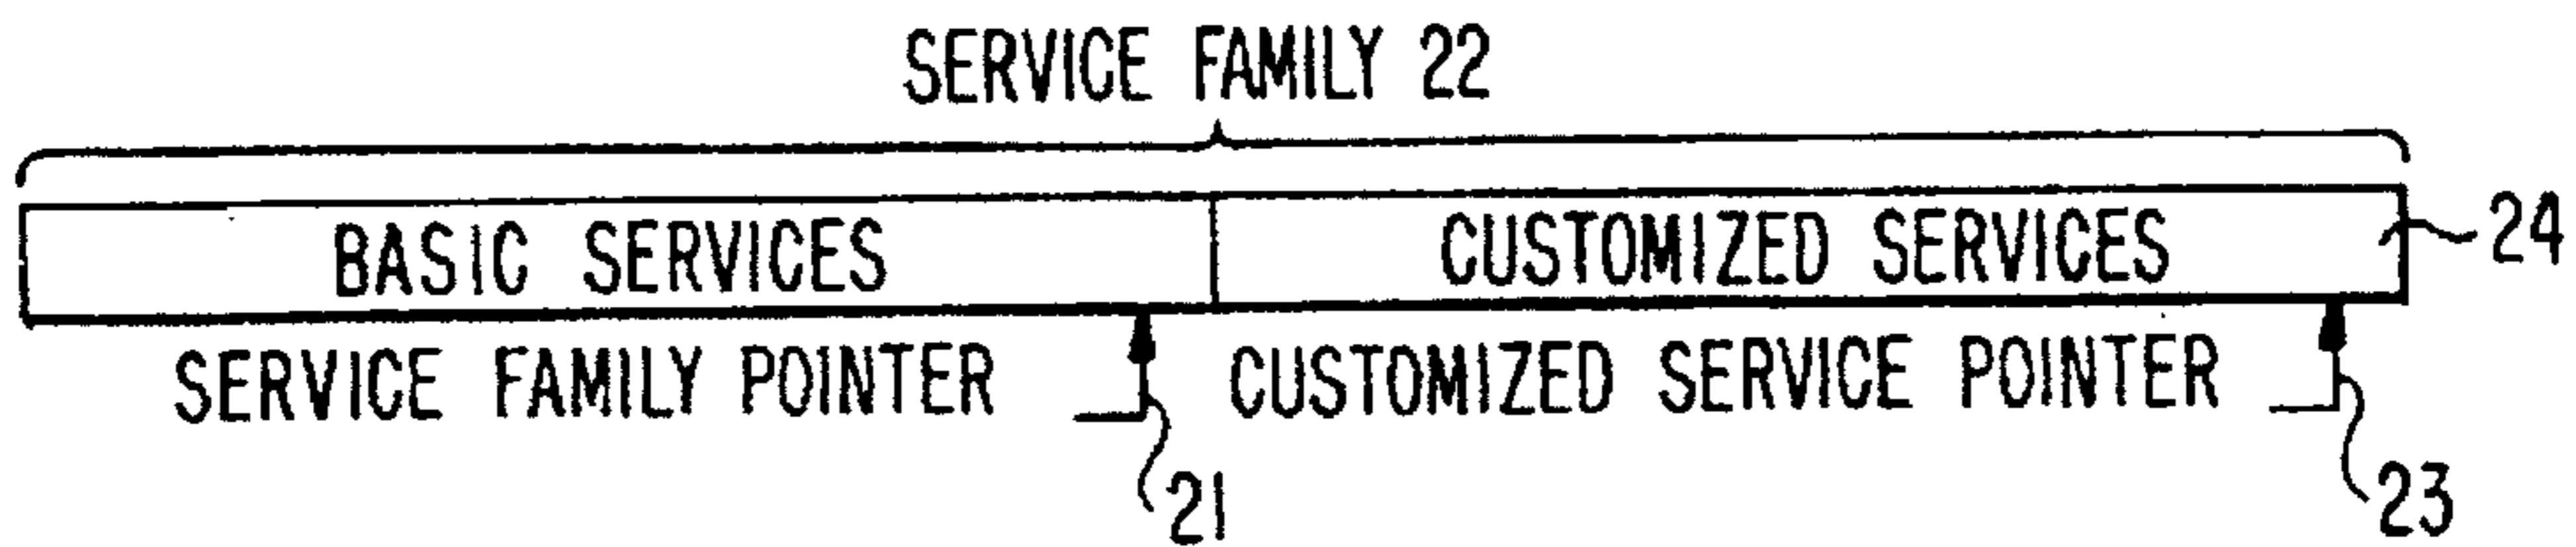 SERVICE FAMILY 22
BASIC SERVICES
CUSTOMIZED SERVICES
24
SERVICE FAMILY POINTER
CUSTOMIZED SERVICE POINTER
21
23